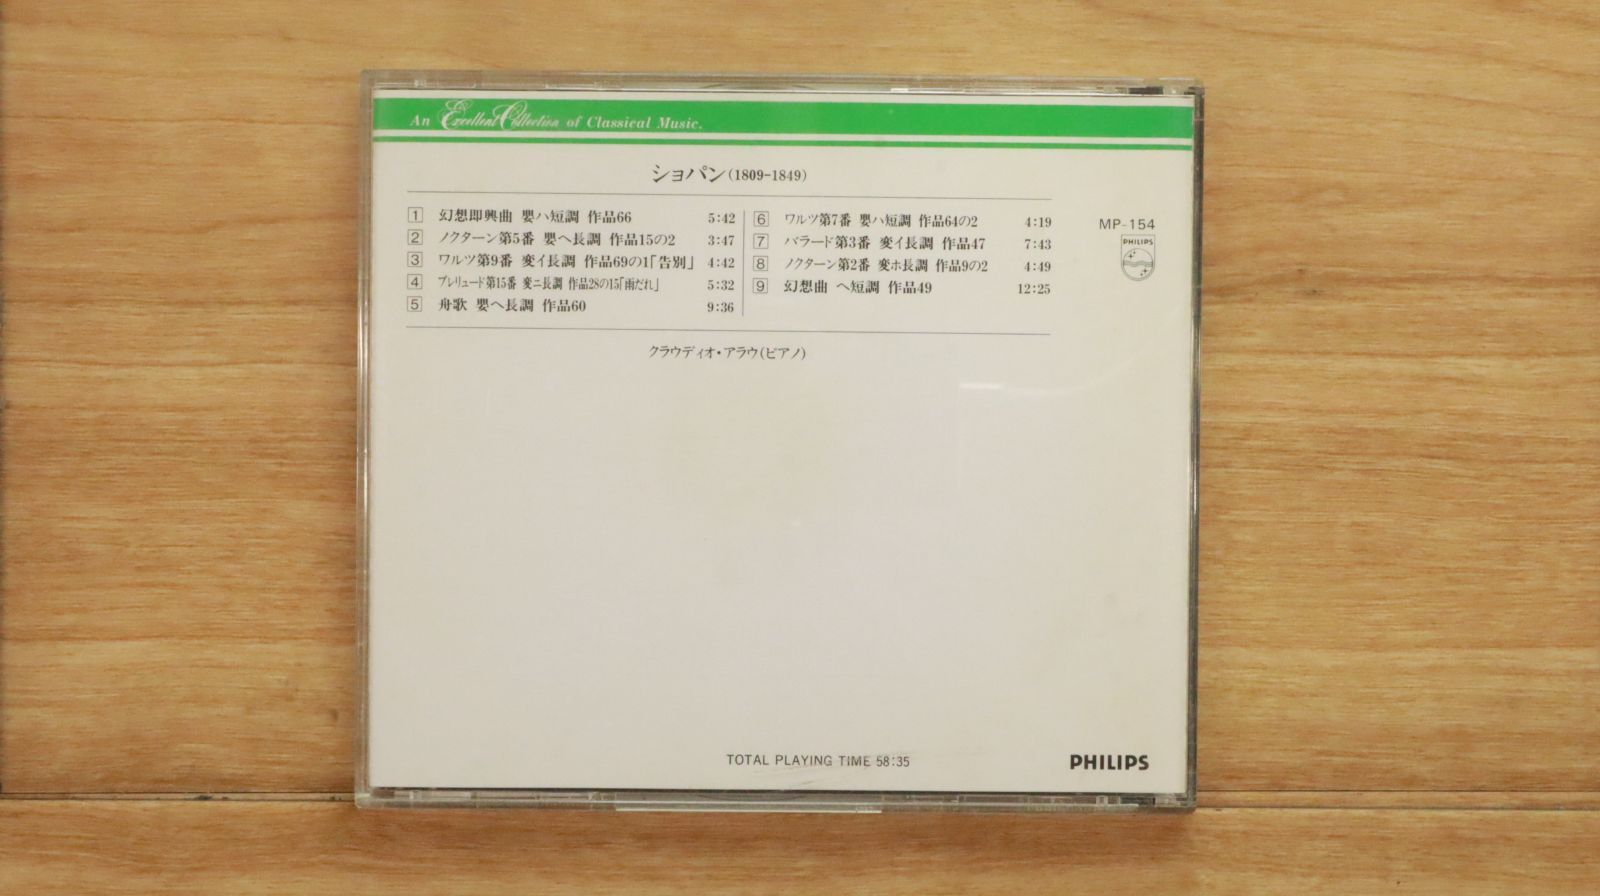 An Excellent Collection of Classical Music.
ショパン(1809-1849)
1 幻想即興曲 嬰ハ短調 作品66 5:42
2 ノクターン第5番 嬰ヘ長調 作品15の2 3:47
3 ワルツ第9番 変イ長調 作品69の1「告別」 4:42
4 プレリュード第15番 変ニ長調 作品28の15「雨だれ」 5:32
5 舟歌 嬰ヘ長調 作品60 9:36
6 ワルツ第7番 嬰ハ短調 作品64の2 4:19
7 バラード第3番 変イ長調 作品47 7:43
8 ノクターン第2番 変ホ長調 作品9の2 4:49
9 幻想曲 ヘ短調 作品49 12:25
MP-154
PHILIPS
クラウディオ・アラウ(ピアノ)
TOTAL PLAYING TIME 58:35
PHILIPS